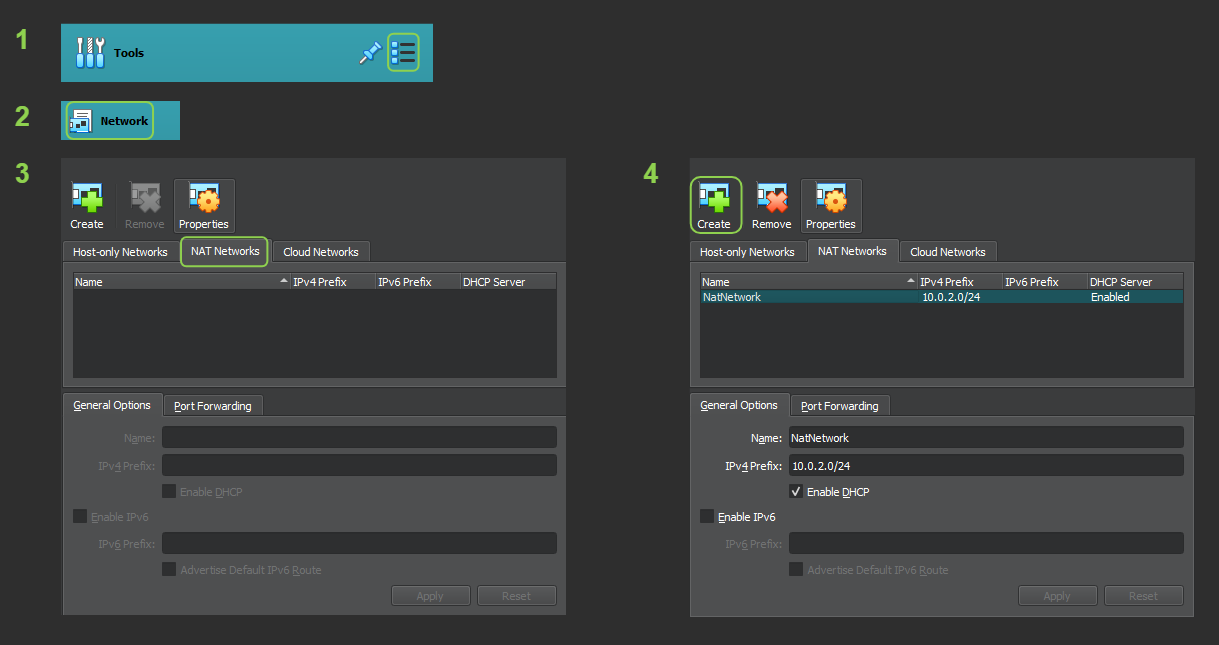 1
Tools
2
Network
3
Create
Remove
Properties
Host-only Networks
NAT Networks
Cloud Networks
Name IPv4 Prefix IPv6 Prefix DHCP Server
General Options
Port Forwarding
Name:
IPv4 Prefix:
Enable DHCP
Enable IPv6
IPv6 Prefix:
Advertise Default IPv6 Route
Apply
Reset
4
Create
Remove
Properties
Host-only Networks
NAT Networks
Cloud Networks
Name IPv4 Prefix IPv6 Prefix DHCP Server
NatNetwork 10.0.2.0/24 Enabled
General Options
Port Forwarding
Name: NatNetwork
IPv4 Prefix: 10.0.2.0/24
Enable DHCP
Enable IPv6
IPv6 Prefix:
Advertise Default IPv6 Route
Apply
Reset